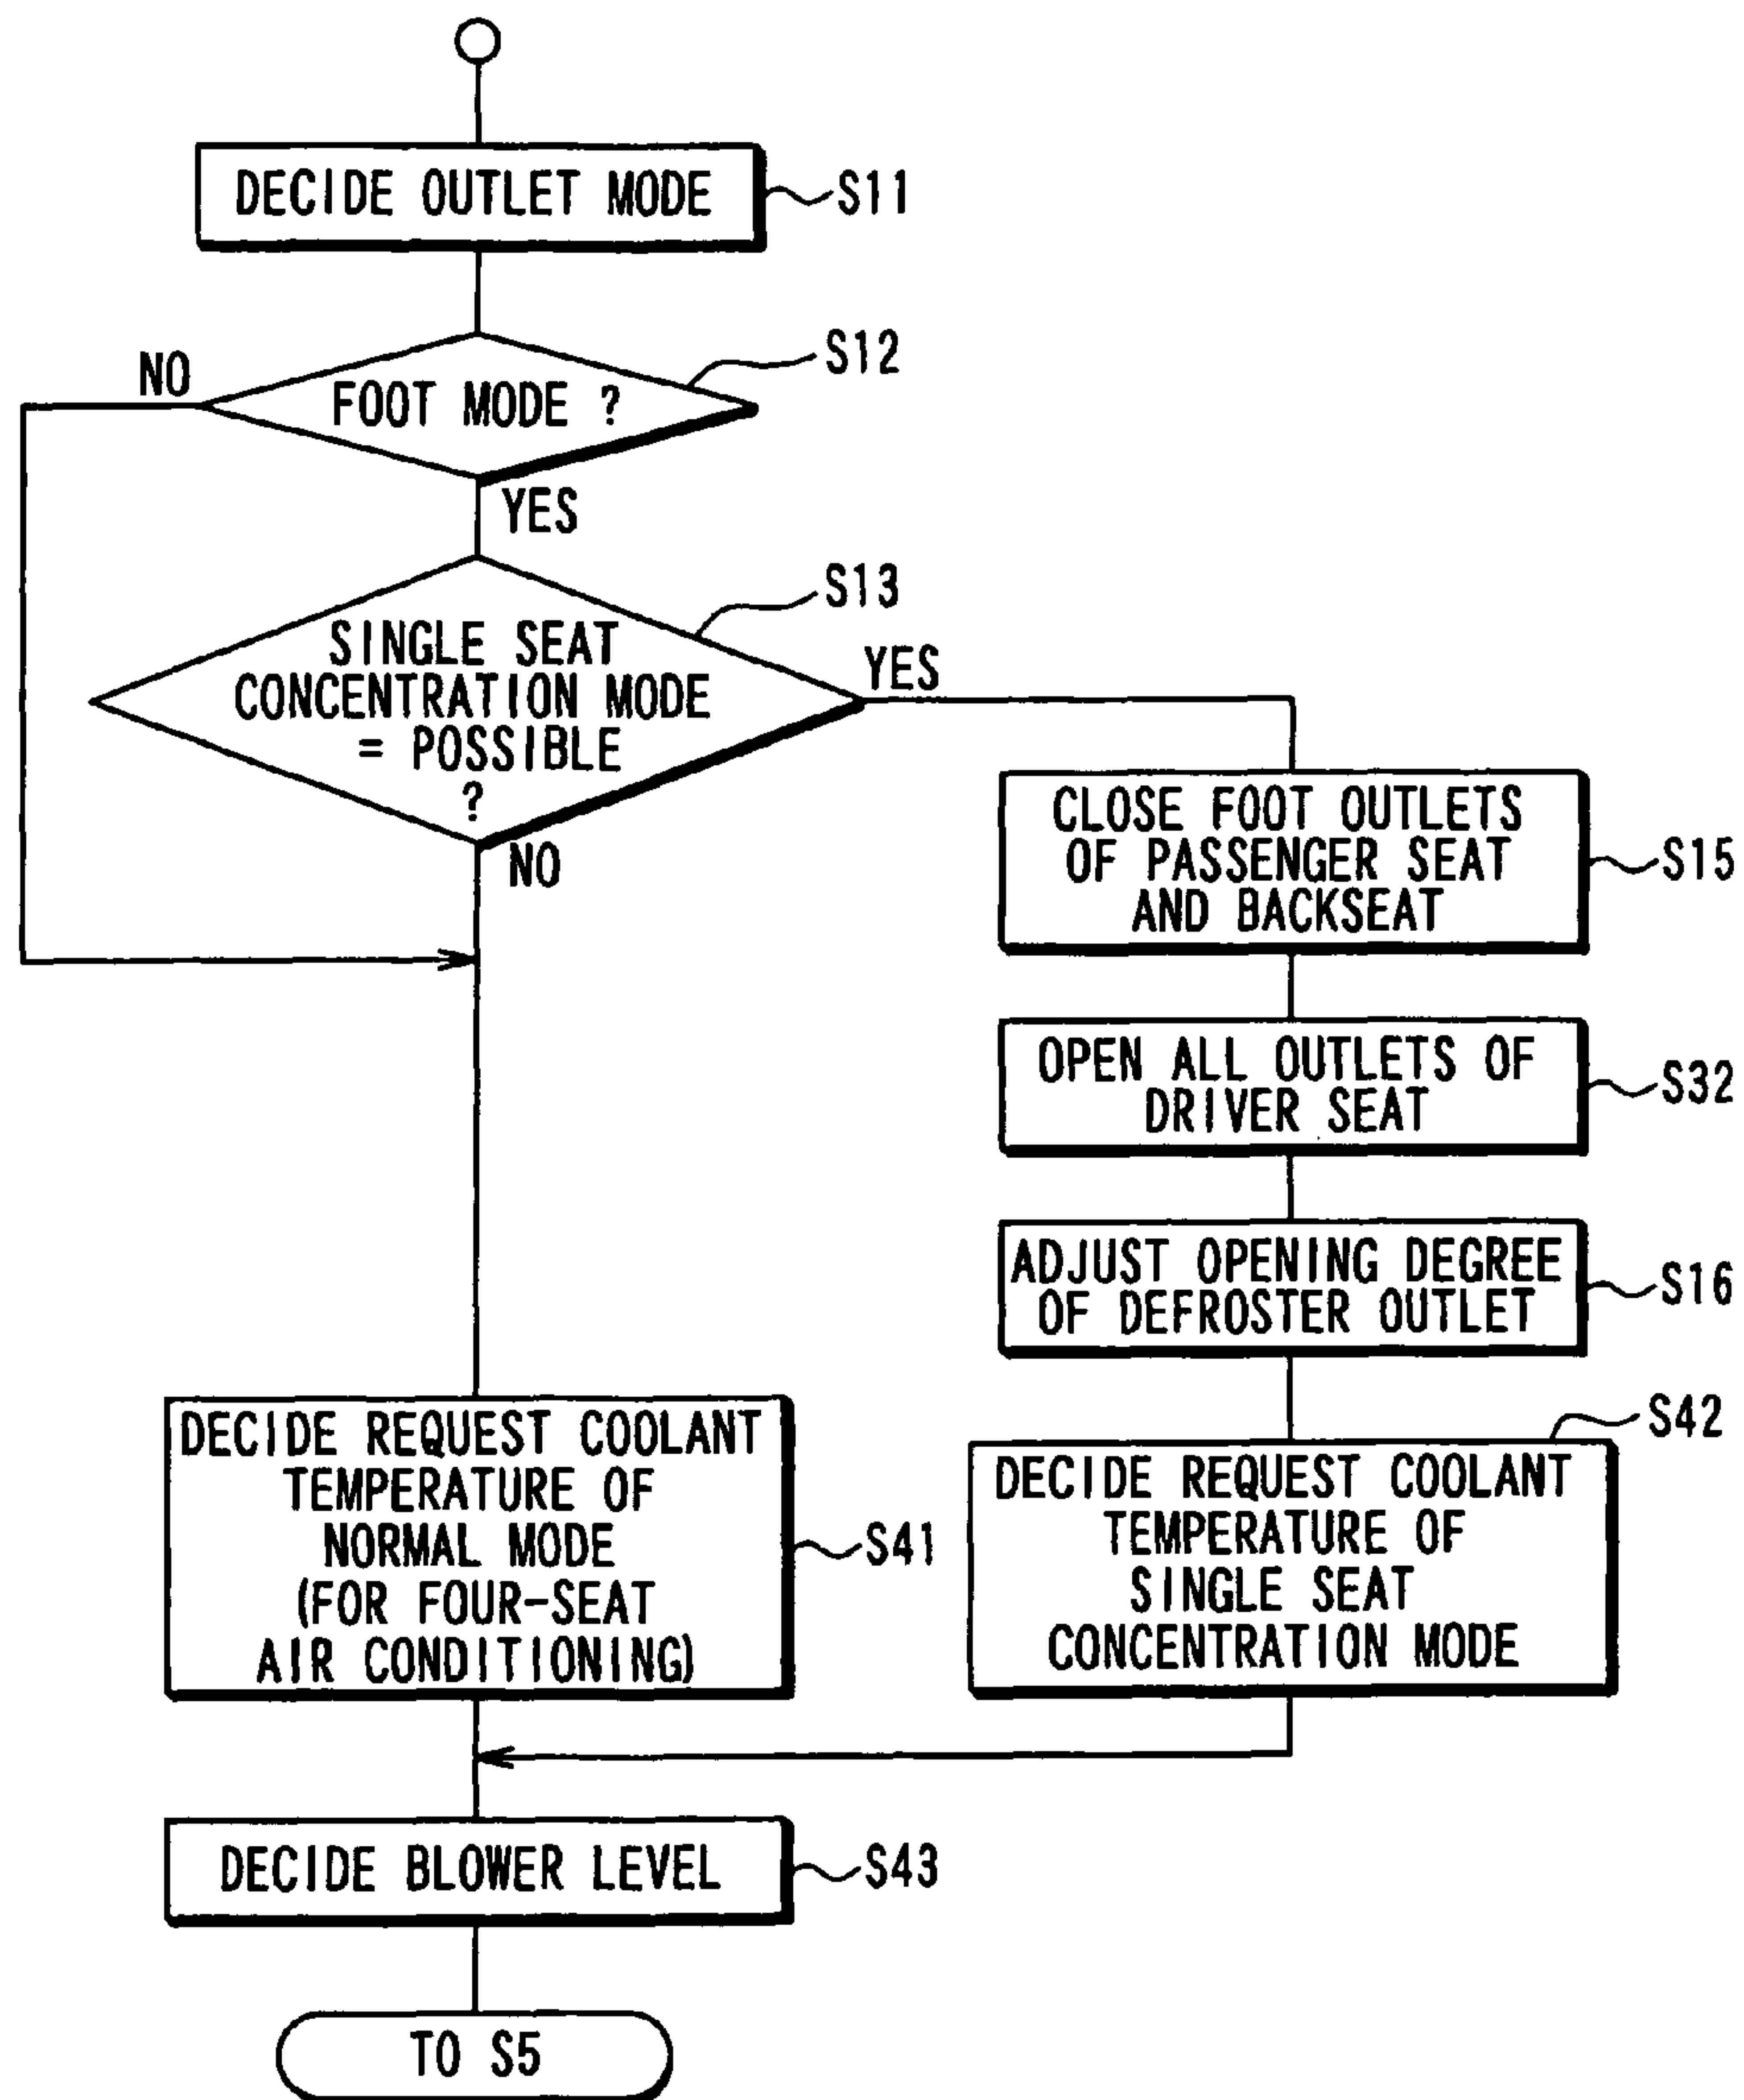 DECIDE OUTLET MODE
S11
NO
FOOT MODE ?
S12
YES
SINGLE SEAT
CONCENTRATION MODE
= POSSIBLE
?
S13
YES
NO
CLOSE FOOT OUTLETS
OF PASSENGER SEAT
AND BACKSEAT
S15
OPEN ALL OUTLETS OF
DRIVER SEAT
S32
ADJUST OPENING DEGREE
OF DEFROSTER OUTLET
S16
DECIDE REQUEST COOLANT
TEMPERATURE OF
NORMAL MODE
(FOR FOUR-SEAT
AIR CONDITIONING)
S41
DECIDE REQUEST COOLANT
TEMPERATURE OF
SINGLE SEAT
CONCENTRATION MODE
S42
DECIDE BLOWER LEVEL
S43
TO S5